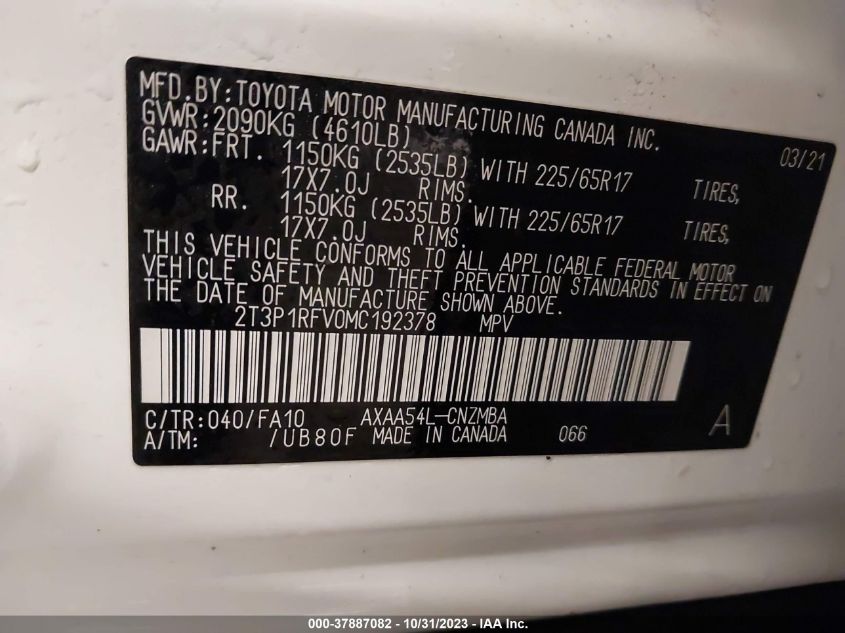 MFD.BY:TOYOTA MOTOR MANUFACTURING CANADA INC.
GVWR:2090KG (4610LB) 03/21
GAWR:FRT. 1150KG (2535LB) WITH 225/65R17 TIRES,
17X7.0J RIMS.
RR. 1150KG (2535LB) WITH 225/65R17 TIRES,
17X7.0J RIMS.
THIS VEHICLE CONFORMS TO ALL APPLICABLE FEDERAL MOTOR
VEHICLE SAFETY AND THEFT PREVENTION STANDARDS IN EFFECT ON
THE DATE OF MANUFACTURE SHOWN ABOVE.
2T3P1RFV0MC192378 MPV
C/TR:040/FA10 AXAA54L-CNZMBA
A/TM: /UB80F MADE IN CANADA 066 A
000-37887082 - 10/31/2023 - IAA Inc.